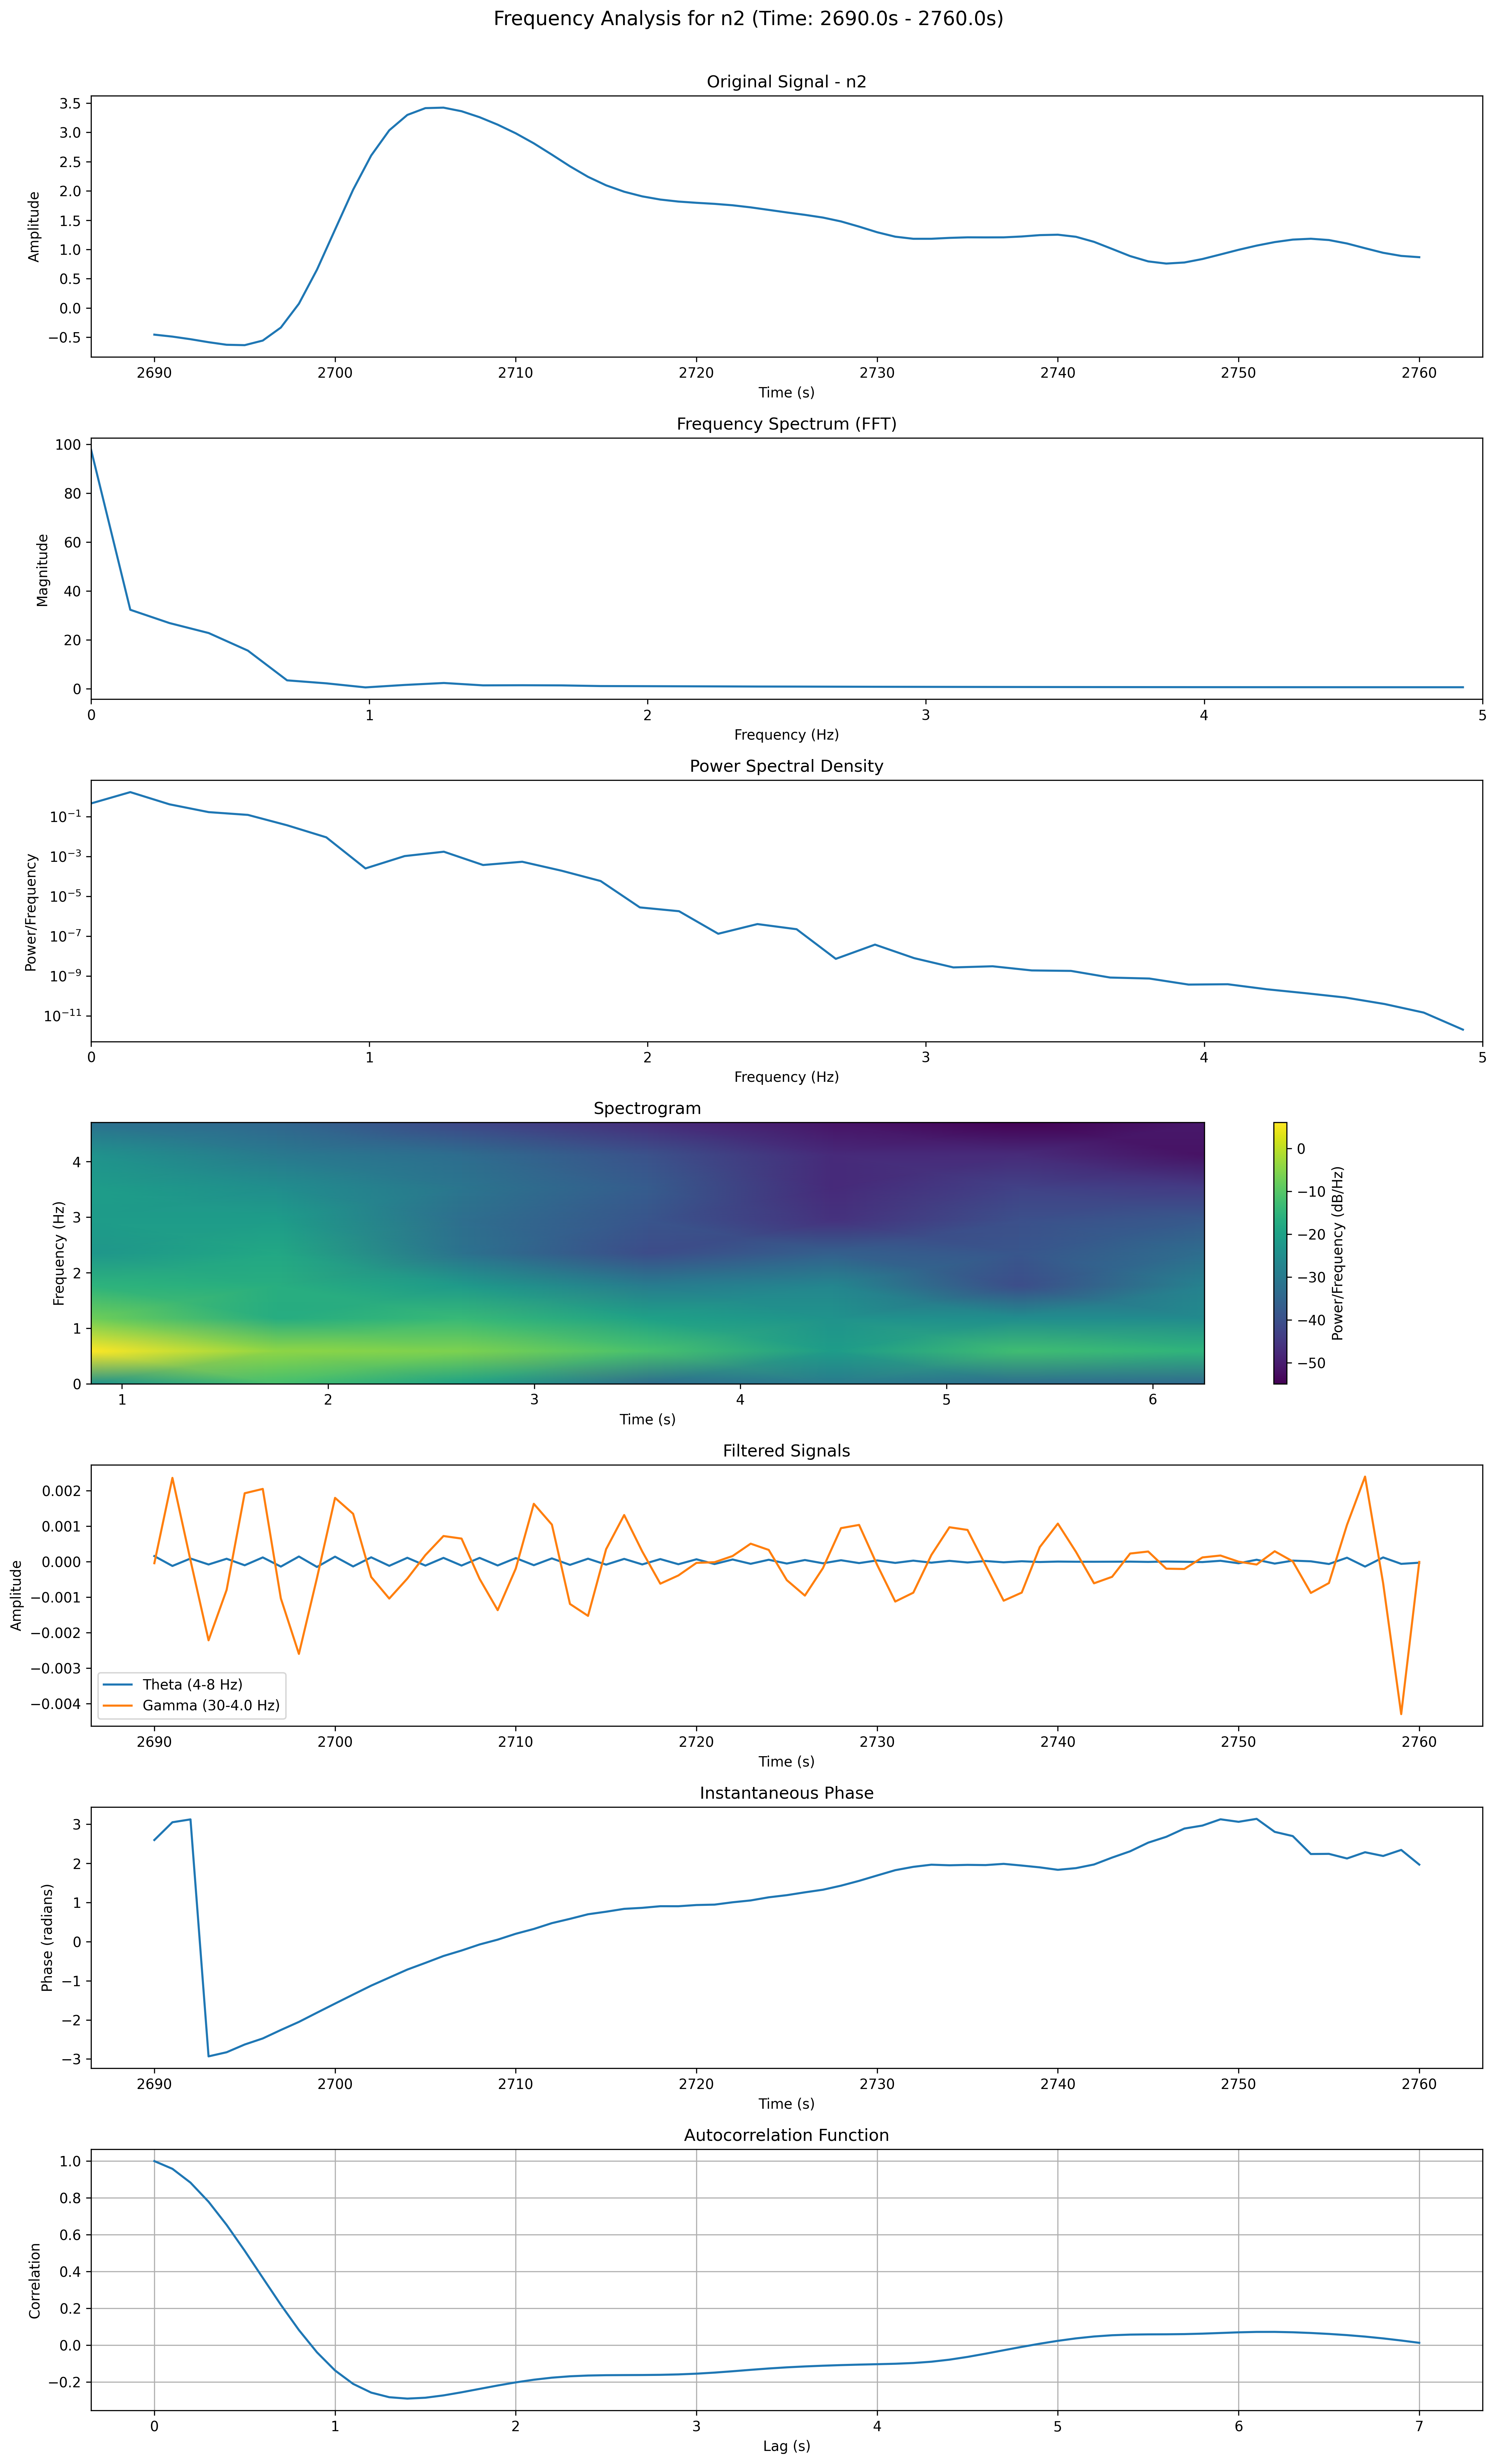 Frequency Analysis for n2 (Time: 2690.0s - 2760.0s)
Original Signal - n2
Amplitude
3.5
3.0
2.5
2.0
1.5
1.0
0.5
0.0
−0.5
2690 2700 2710 2720 2730 2740 2750 2760
Time (s)
Frequency Spectrum (FFT)
Magnitude
100
80
60
40
20
0
0 1 2 3 4 5
Frequency (Hz)
Power Spectral Density
Power/Frequency
10⁻¹
10⁻³
10⁻⁵
10⁻⁷
10⁻⁹
10⁻¹¹
0 1 2 3 4 5
Frequency (Hz)
Spectrogram
Frequency (Hz)
4
3
2
1
0
1 2 3 4 5 6
Time (s)
0
−10
−20
−30
−40
−50
Power/Frequency (dB/Hz)
Filtered Signals
Amplitude
0.002
0.001
0.000
−0.001
−0.002
−0.003
−0.004
Theta (4-8 Hz)
Gamma (30-4.0 Hz)
2690 2700 2710 2720 2730 2740 2750 2760
Time (s)
Instantaneous Phase
Phase (radians)
3
2
1
0
−1
−2
−3
2690 2700 2710 2720 2730 2740 2750 2760
Time (s)
Autocorrelation Function
Correlation
1.0
0.8
0.6
0.4
0.2
0.0
−0.2
0 1 2 3 4 5 6 7
Lag (s)